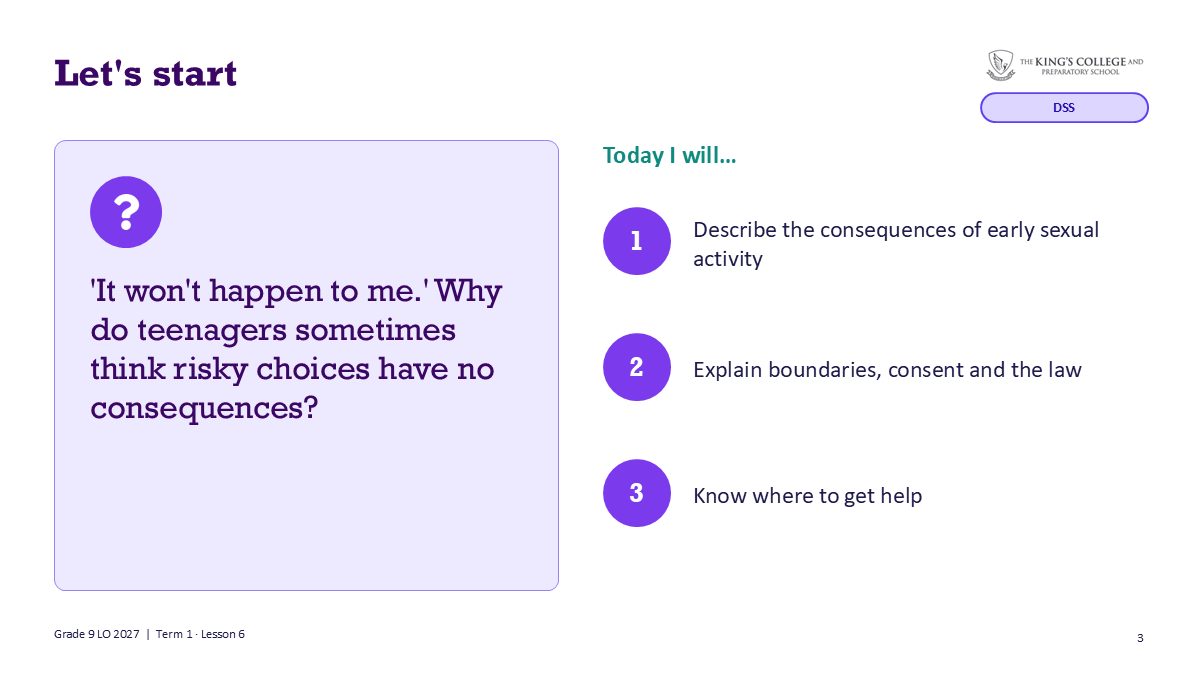 Let's start
THE KING'S COLLEGE AND
PREPARATORY SCHOOL
DSS
?
'It won't happen to me.' Why
do teenagers sometimes
think risky choices have no
consequences?
Today I will...
1
Describe the consequences of early sexual
activity
2
Explain boundaries, consent and the law
3
Know where to get help
Grade 9 LO 2027 | Term 1 · Lesson 6
3